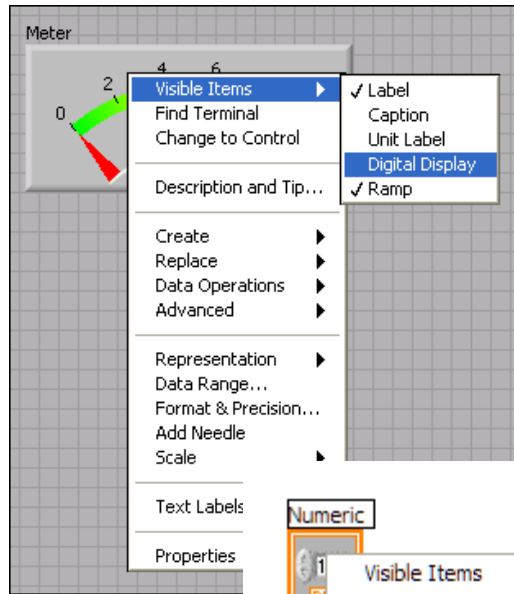 Meter
4 6
2
0
Visible Items
Find Terminal
Change to Control
Description and Tip...
Create
Replace
Data Operations
Advanced
Representation
Data Range...
Format & Precision...
Add Needle
Scale
Text Labels
Properties
✓ Label
Caption
Unit Label
Digital Display
✓ Ramp
Numeric
1
Visible Items